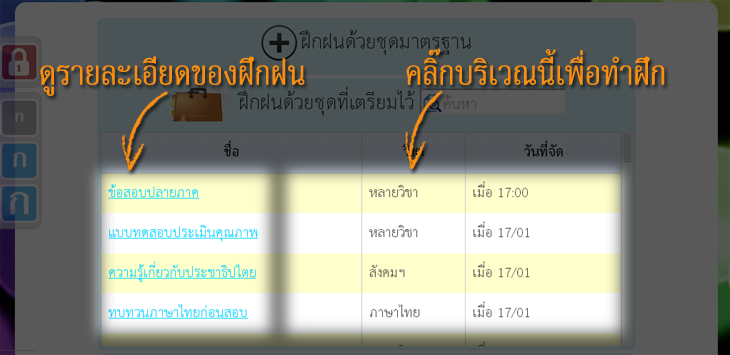 ฝึกฝนด้วยชุดมาตรฐาน
ดูรายละเอียดของฝึกฝน
คลิ๊กบริเวณนี้เพื่อทำฝึก
ฝึกฝนด้วยชุดที่เตรียมไว้
ค้นหา
ก
ก
ก
ชื่อ
วันที่จัด
ข้อสอบปลายภาค หลายวิชา เมื่อ 17:00
แบบทดสอบประเมินคุณภาพ หลายวิชา เมื่อ 17/01
ความรู้เกี่ยวกับประชาธิปไตย สังคมฯ เมื่อ 17/01
ทบทวนภาษาไทยก่อนสอบ ภาษาไทย เมื่อ 17/01